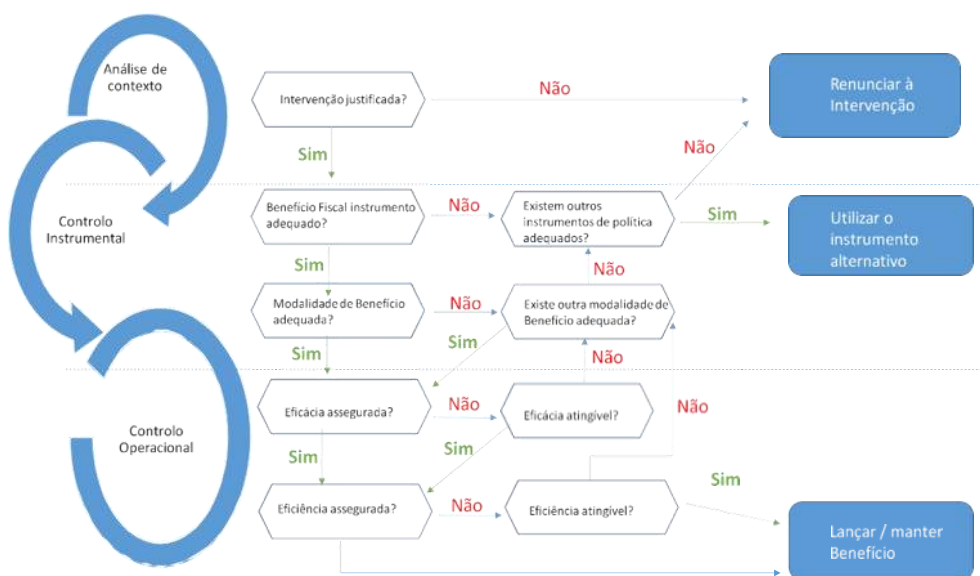 Análise de
contexto
Intervenção justificada?
Não
Renunciar à
Intervenção
Sim
Não
Controlo
Instrumental
Benefício Fiscal instrumento
adequado?
Não
Existem outros
instrumentos de política
adequados?
Sim
Utilizar o
instrumento
alternativo
Sim
Não
Modalidade de Benefício
adequada?
Não
Existe outra modalidade de
Benefício adequada?
Sim
Sim
Não
Controlo
Operacional
Eficácia assegurada?
Não
Eficácia atingível?
Não
Sim
Sim
Sim
Eficiência assegurada?
Não
Eficiência atingível?
Lançar / manter
Benefício